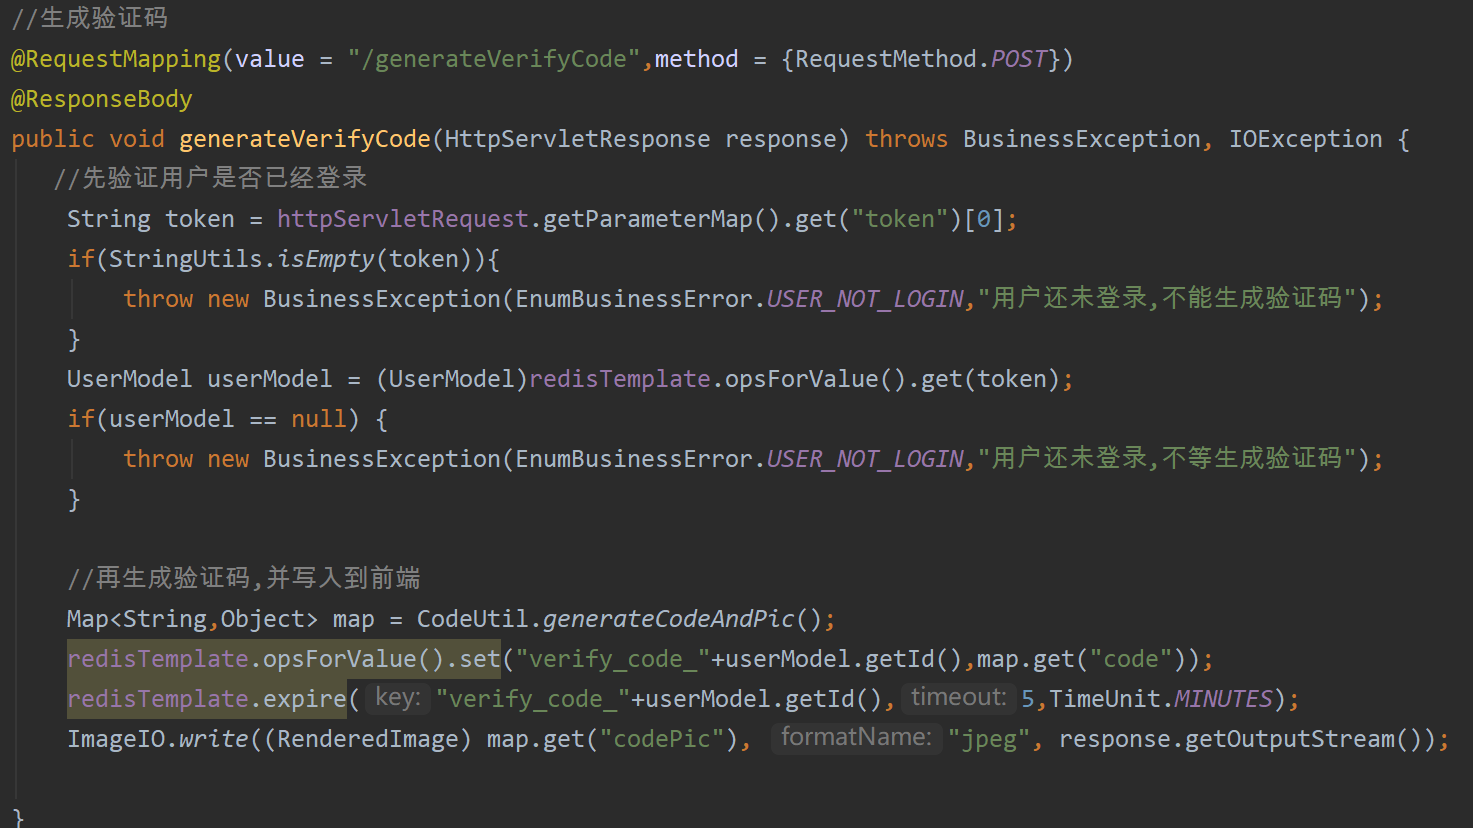 //生成验证码
@RequestMapping(value = "/generateVerifyCode",method = {RequestMethod.POST})
@ResponseBody
public void generateVerifyCode(HttpServletResponse response) throws BusinessException, IOException {
//先验证用户是否已经登录
String token = httpServletRequest.getParameterMap().get("token")[0];
if(StringUtils.isEmpty(token)){
throw new BusinessException(EnumBusinessError.USER_NOT_LOGIN,"用户还未登录,不能生成验证码");
}
UserModel userModel = (UserModel)redisTemplate.opsForValue().get(token);
if(userModel == null) {
throw new BusinessException(EnumBusinessError.USER_NOT_LOGIN,"用户还未登录,不等生成验证码");
}
//再生成验证码,并写入到前端
Map<String,Object> map = CodeUtil.generateCodeAndPic();
redisTemplate.opsForValue().set("verify_code_"+userModel.getId(),map.get("code"));
redisTemplate.expire( key: "verify_code_"+userModel.getId(), timeout: 5,TimeUnit.MINUTES);
ImageIO.write((RenderedImage) map.get("codePic"), formatName: "jpeg", response.getOutputStream());
}